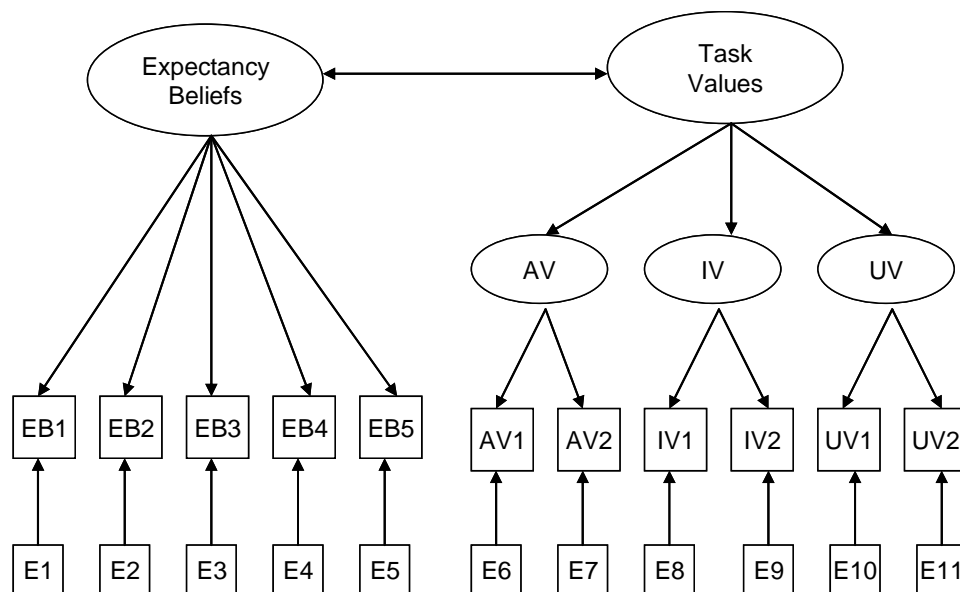 Expectancy
Beliefs
Task
Values
AV
IV
UV
EB1
EB2
EB3
EB4
EB5
AV1
AV2
IV1
IV2
UV1
UV2
E1
E2
E3
E4
E5
E6
E7
E8
E9
E10
E11